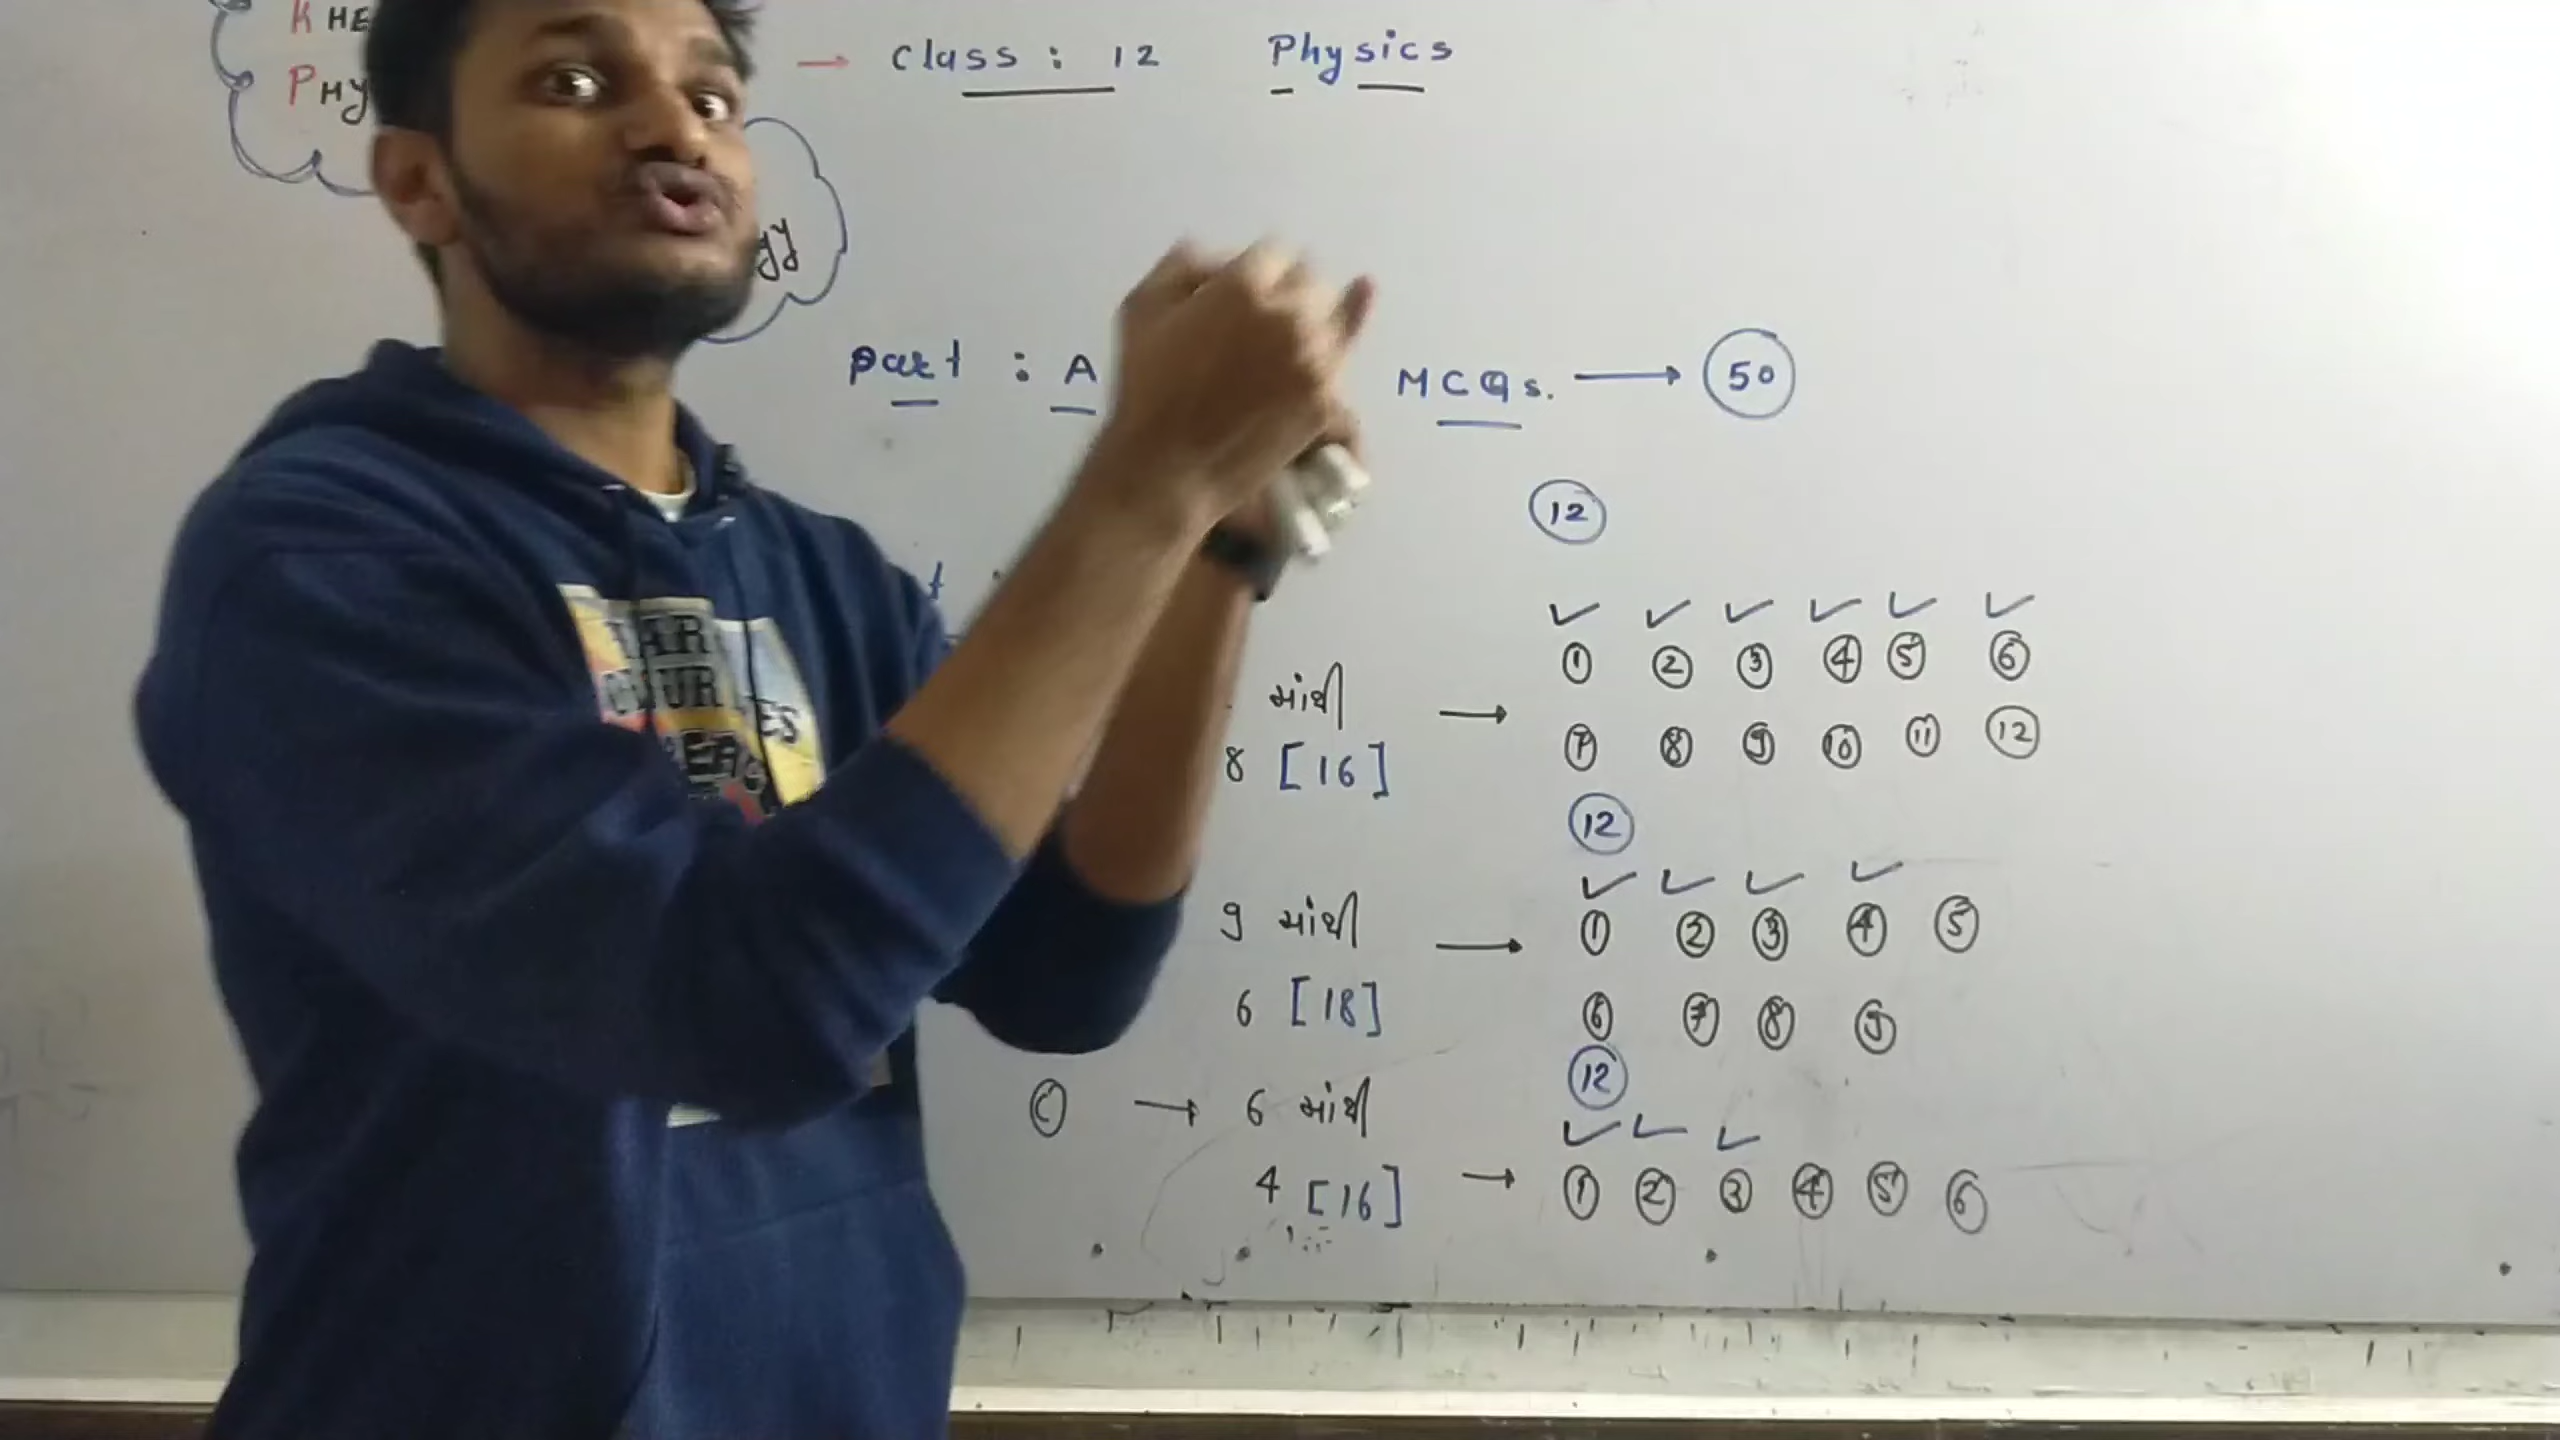 → Class : 12 Physics
Part : A MCQs. → 50
12
1 2 3 4 5 6
માંથી →
8 [16]
7 8 9 10 11 12
12
9 માંથી → 1 2 3 4 5
6 [18]
6 7 8 9
12
C → 6 માંથી
4 [16] → 1 2 3 4 5 6